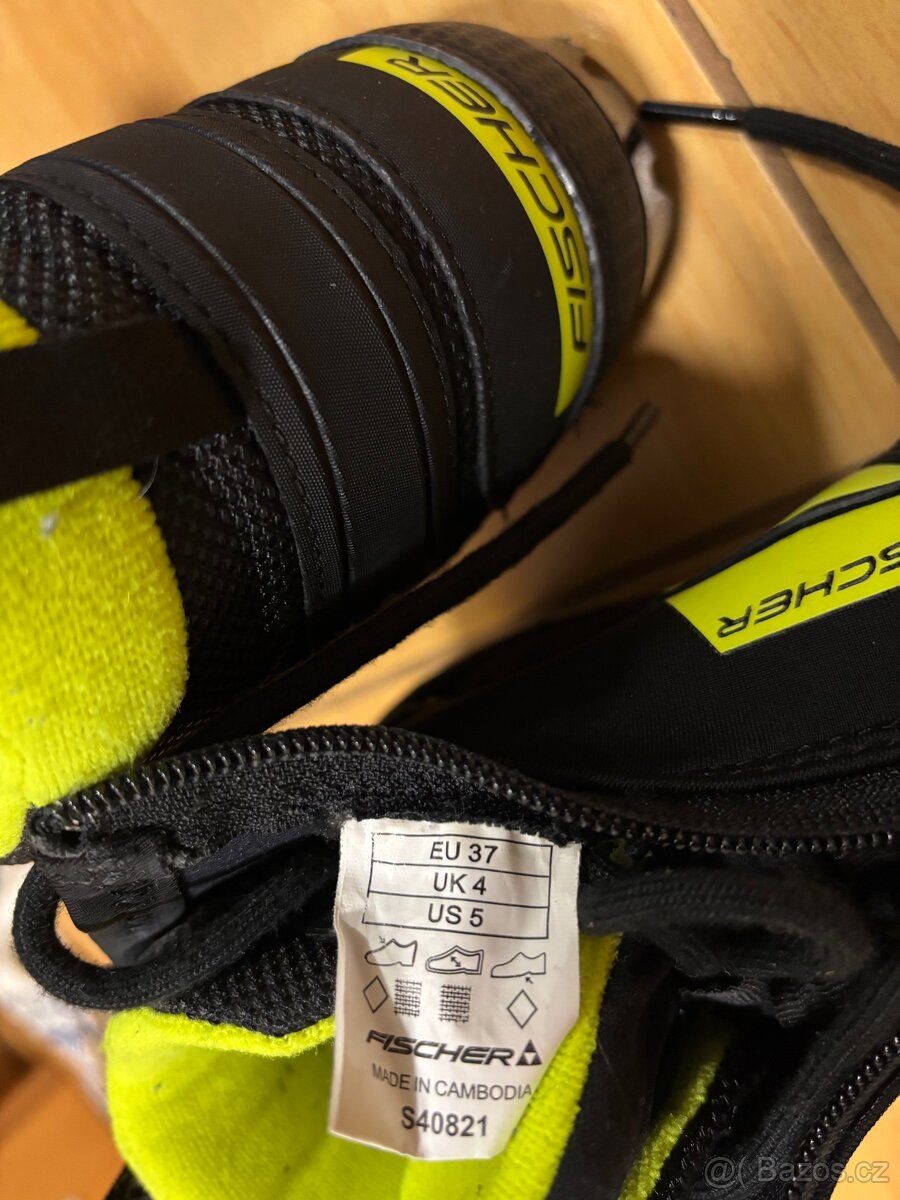 FISCHER
SCHER
EU 37
UK 4
US 5
FISCHER
MADE IN CAMBODIA
S40821
@( Bazos.cz